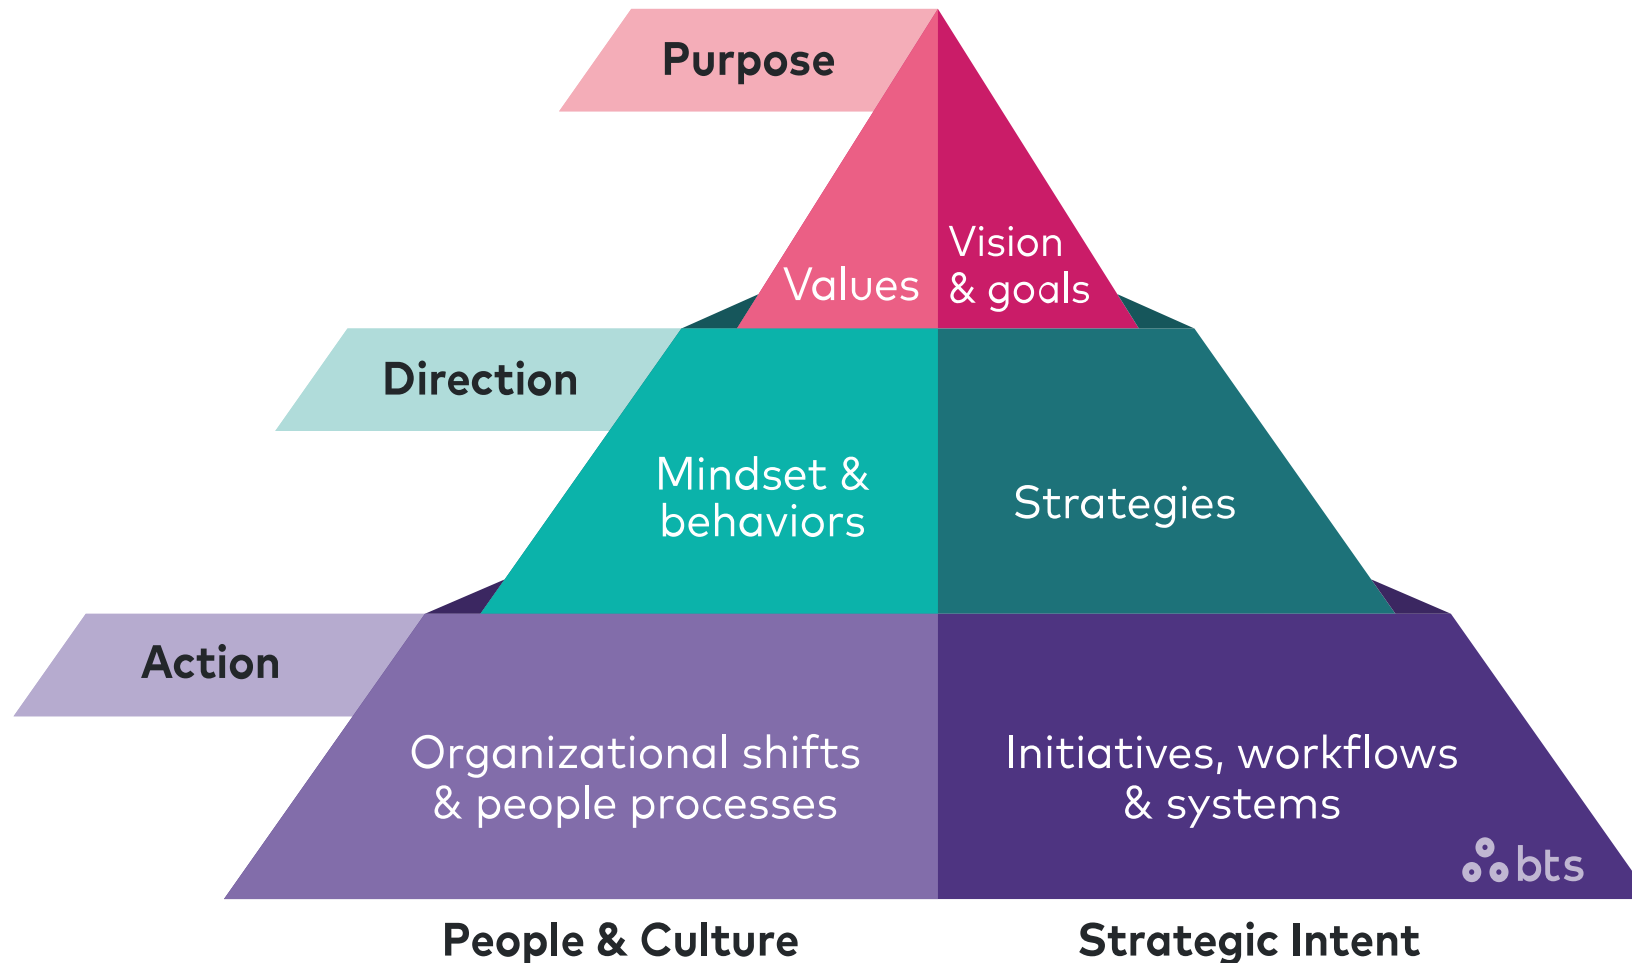 Purpose
Values
Vision
& goals
Direction
Mindset &
behaviors
Strategies
Action
Organizational shifts
& people processes
Initiatives, workflows
& systems
bts
People & Culture
Strategic Intent